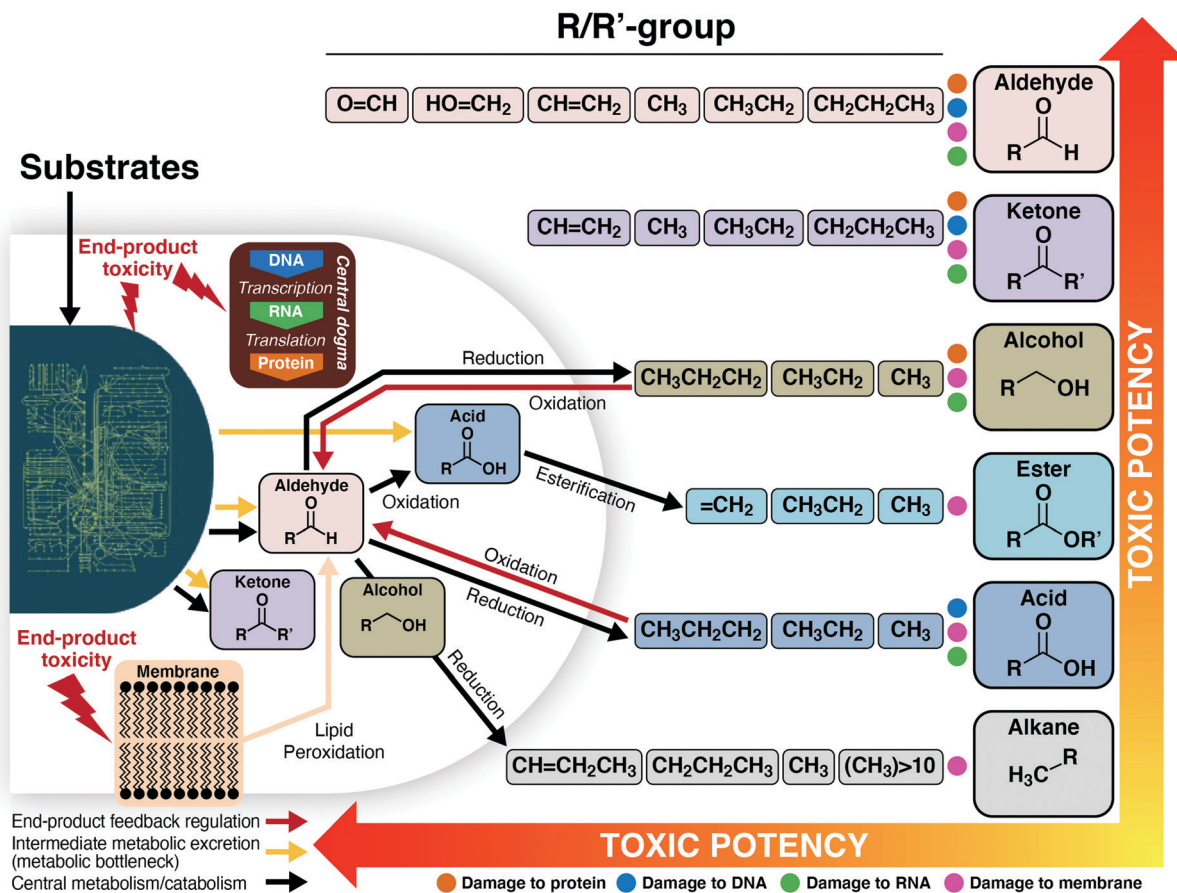 R/R'-group
O=CH HO=CH₂ CH=CH₂ CH₃ CH₃CH₂ CH₂CH₂CH₃
Aldehyde
O
R H
CH=CH₂ CH₃ CH₃CH₂ CH₂CH₂CH₃
Ketone
O
R R'
Substrates
End-product
toxicity
DNA
Transcription
RNA
Translation
Protein
Central dogma
Reduction
Oxidation
CH₃CH₂CH₂ CH₃CH₂ CH₃
Alcohol
R OH
Acid
O
R OH
Oxidation
Esterification
=CH₂ CH₃CH₂ CH₃
Ester
O
R OR'
Aldehyde
O
R H
Oxidation
Reduction
CH₃CH₂CH₂ CH₃CH₂ CH₃
Acid
O
R OH
Ketone
O
R R'
Alcohol
R OH
Reduction
End-product
toxicity
Membrane
Lipid
Peroxidation
CH=CH₂CH₃ CH₂CH₂CH₃ CH₃ (CH₃)>10
Alkane
R
H₃C
TOXIC POTENCY
TOXIC POTENCY
End-product feedback regulation
Intermediate metabolic excretion
(metabolic bottleneck)
Central metabolism/catabolism
Damage to protein Damage to DNA Damage to RNA Damage to membrane